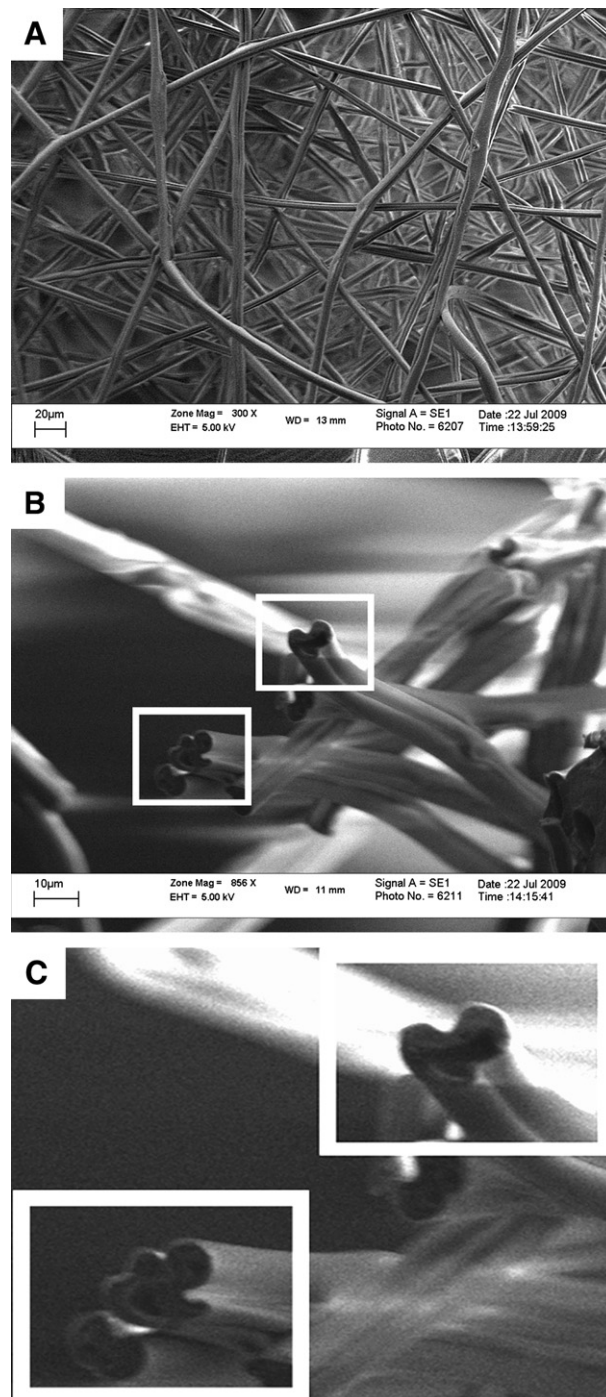 A
20µm
Zone Mag = 300 X
EHT = 5.00 kV
WD = 13 mm
Signal A = SE1
Photo No. = 6207
Date :22 Jul 2009
Time :13:59:25
B
10µm
Zone Mag = 856 X
EHT = 5.00 kV
WD = 11 mm
Signal A = SE1
Photo No. = 6211
Date :22 Jul 2009
Time :14:15:41
C